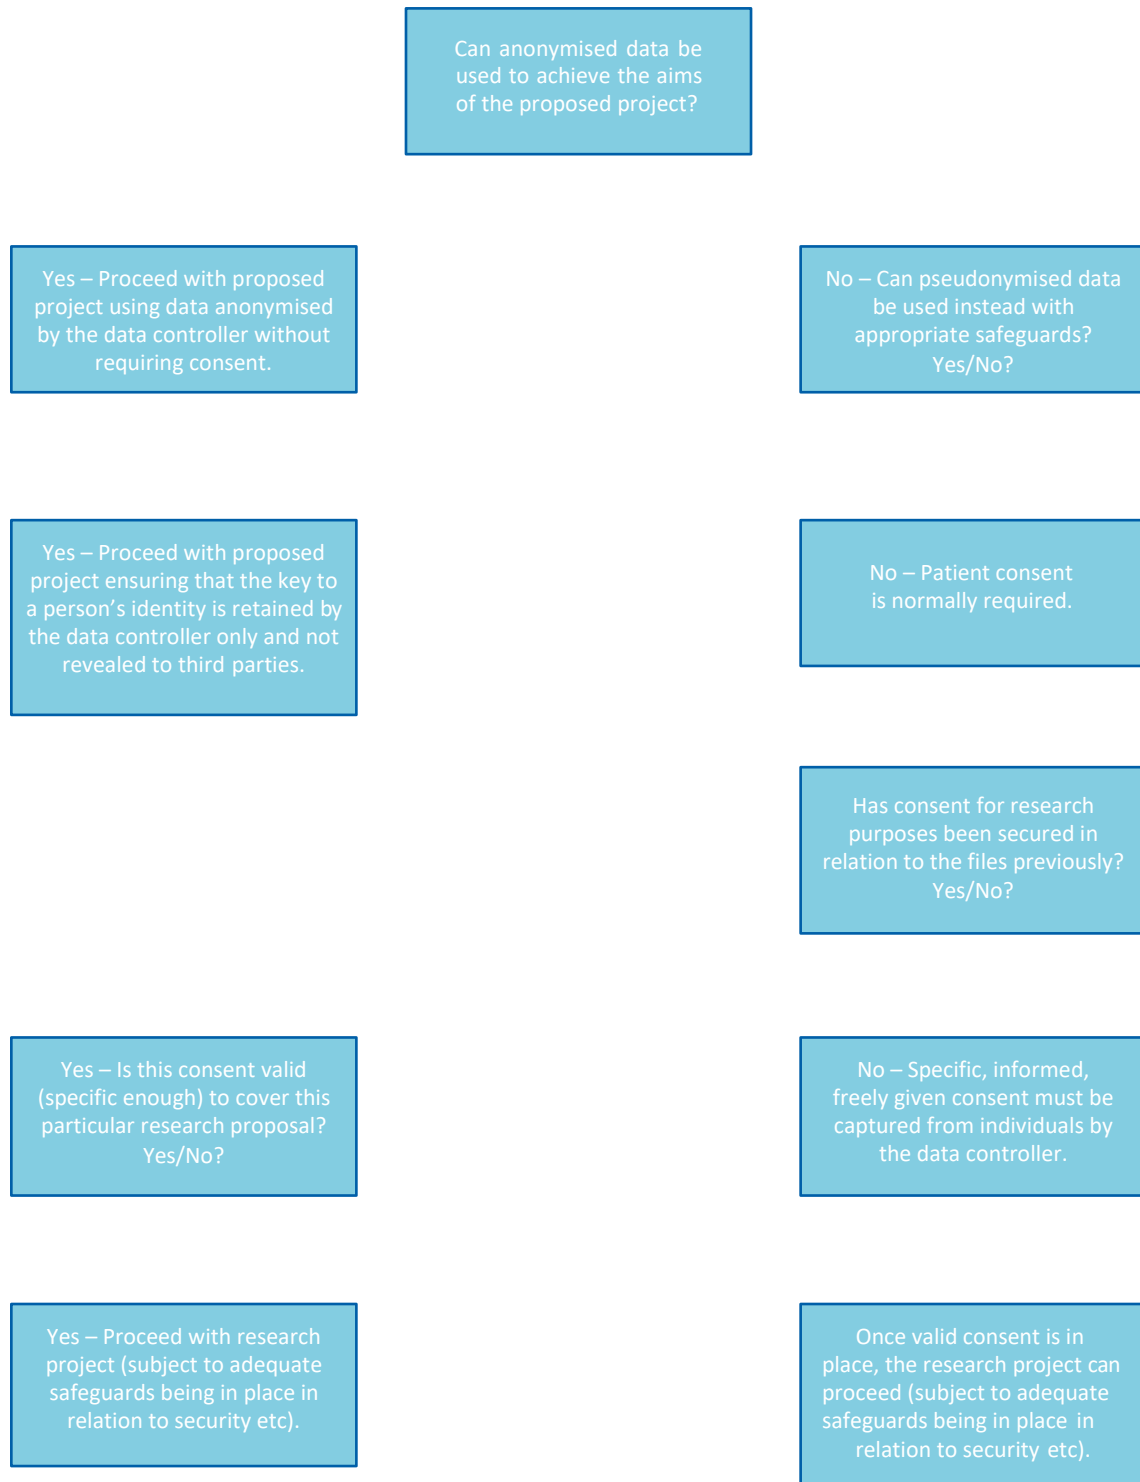 Can anonymised data be
used to achieve the aims
of the proposed project?
Yes – Proceed with proposed
project using data anonymised
by the data controller without
requiring consent.
No – Can pseudonymised data
be used instead with
appropriate safeguards?
Yes/No?
Yes – Proceed with proposed
project ensuring that the key to
a person’s identity is retained by
the data controller only and not
revealed to third parties.
No – Patient consent
is normally required.
Has consent for research
purposes been secured in
relation to the files previously?
Yes/No?
Yes – Is this consent valid
(specific enough) to cover this
particular research proposal?
Yes/No?
No – Specific, informed,
freely given consent must be
captured from individuals by
the data controller.
Yes – Proceed with research
project (subject to adequate
safeguards being in place in
relation to security etc).
Once valid consent is in
place, the research project can
proceed (subject to adequate
safeguards being in place in
relation to security etc).